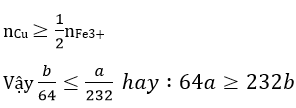 nCu ≥ 1/2 nFe3+
Vậy b/64 ≤ a/232 hay : 64a ≥ 232b